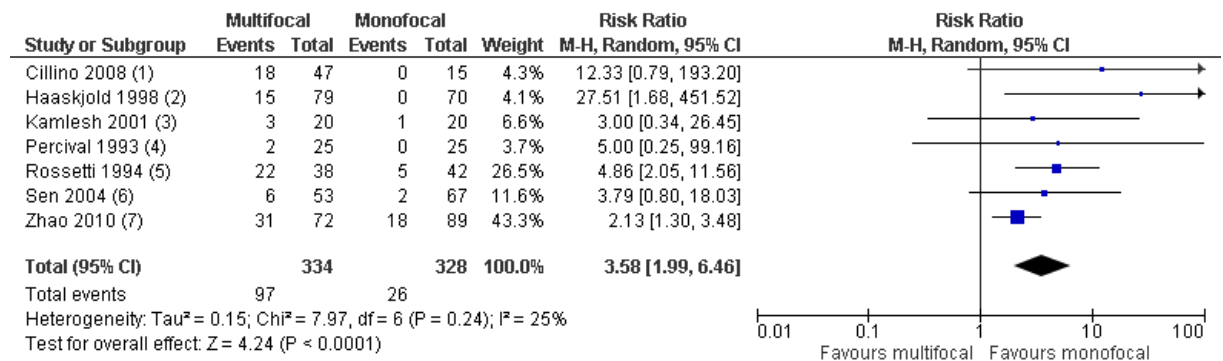 Multifocal Monofocal Risk Ratio Risk Ratio
Study or Subgroup Events Total Events Total Weight M-H, Random, 95% CI M-H, Random, 95% CI
Cillino 2008 (1) 18 47 0 15 4.3% 12.33 [0.79, 193.20]
Haaskjold 1998 (2) 15 79 0 70 4.1% 27.51 [1.68, 451.52]
Kamlesh 2001 (3) 3 20 1 20 6.6% 3.00 [0.34, 26.45]
Percival 1993 (4) 2 25 0 25 3.7% 5.00 [0.25, 99.16]
Rossetti 1994 (5) 22 38 5 42 26.5% 4.86 [2.05, 11.56]
Sen 2004 (6) 6 53 2 67 11.6% 3.79 [0.80, 18.03]
Zhao 2010 (7) 31 72 18 89 43.3% 2.13 [1.30, 3.48]
Total (95% CI) 334 328 100.0% 3.58 [1.99, 6.46]
Total events 97 26
Heterogeneity: Tau² = 0.15; Chi² = 7.97, df = 6 (P = 0.24); I² = 25%
Test for overall effect: Z = 4.24 (P < 0.0001)
0.01 0.1 1 10 100
Favours multifocal Favours monofocal